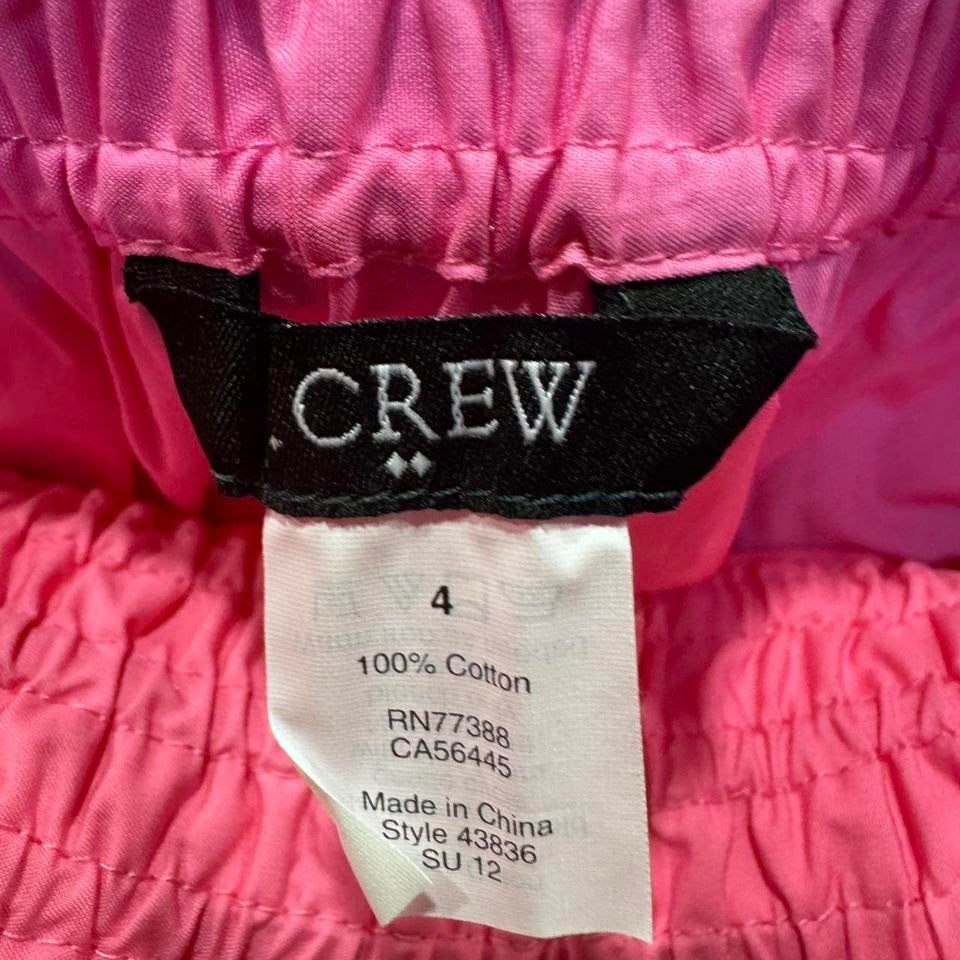 . CREW
4
100% Cotton
RN77388
CA56445
Made in China
Style 43836
SU 12